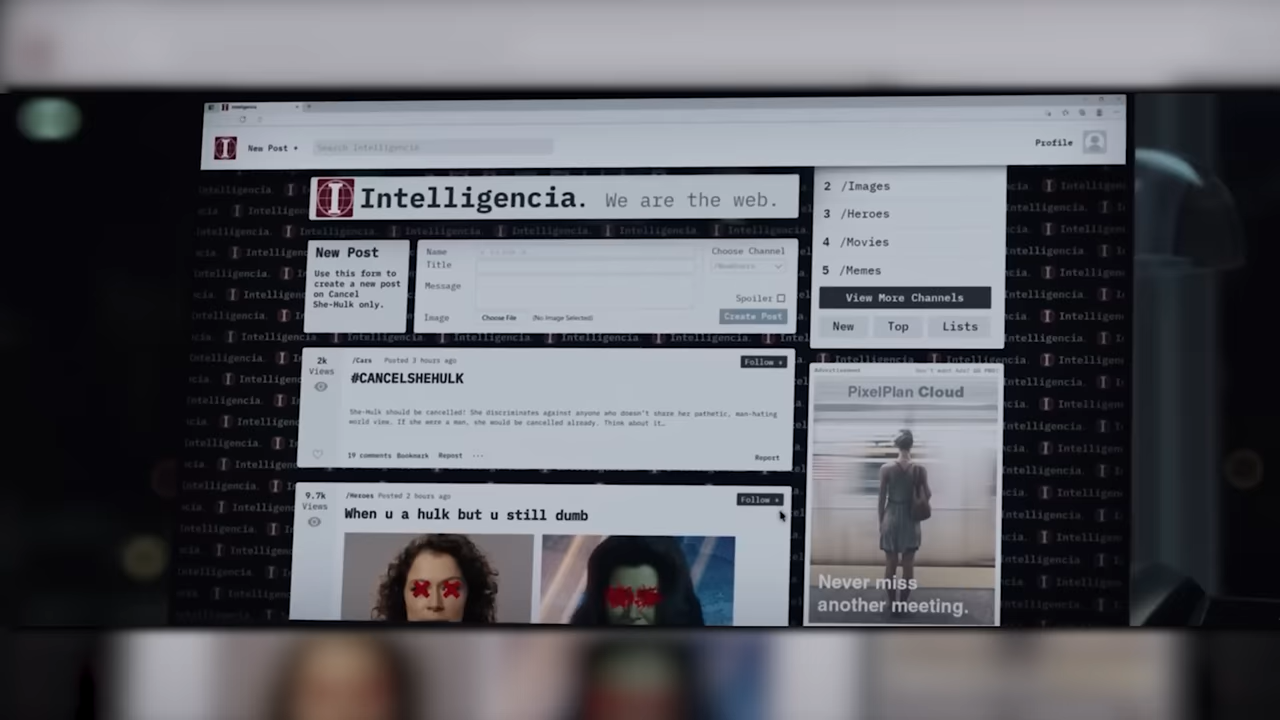 Intelligencia
New Post +
Search Intelligencia
Profile
I
Intelligencia. We are the web.
2 /Images
3 /Heroes
4 /Movies
5 /Memes
View More Channels
New Top Lists
New Post
Use this form to
create a new post
on Cancel
She-Hulk only.
Name
Title
Message
Image
Choose File (No Image Selected)
Choose Channel
Spoiler
Create Post
2k
Views
/Cars Posted 3 hours ago
Follow +
#CANCELSHEHULK
She-Hulk should be cancelled! She discriminates against anyone who doesn't share her pathetic, man-hating
world view. If she were a man, she would be cancelled already. Think about it…
19 comments Bookmark Repost ...
Report
9.7k
Views
/Heroes Posted 2 hours ago
Follow +
When u a hulk but u still dumb
Advertisement
PixelPlan Cloud
Never miss
another meeting.